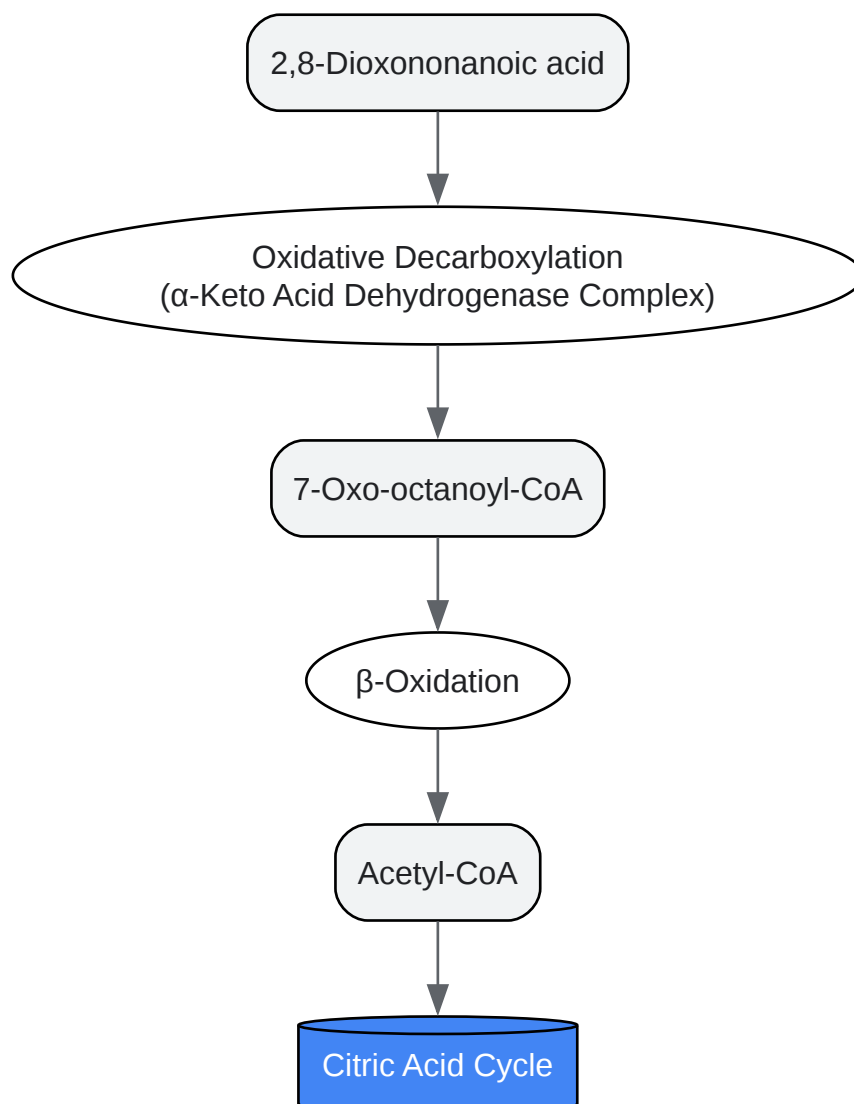 2,8-Dioxononanoic acid
Oxidative Decarboxylation
(α-Keto Acid Dehydrogenase Complex)
7-Oxo-octanoyl-CoA
β-Oxidation
Acetyl-CoA
Citric Acid Cycle